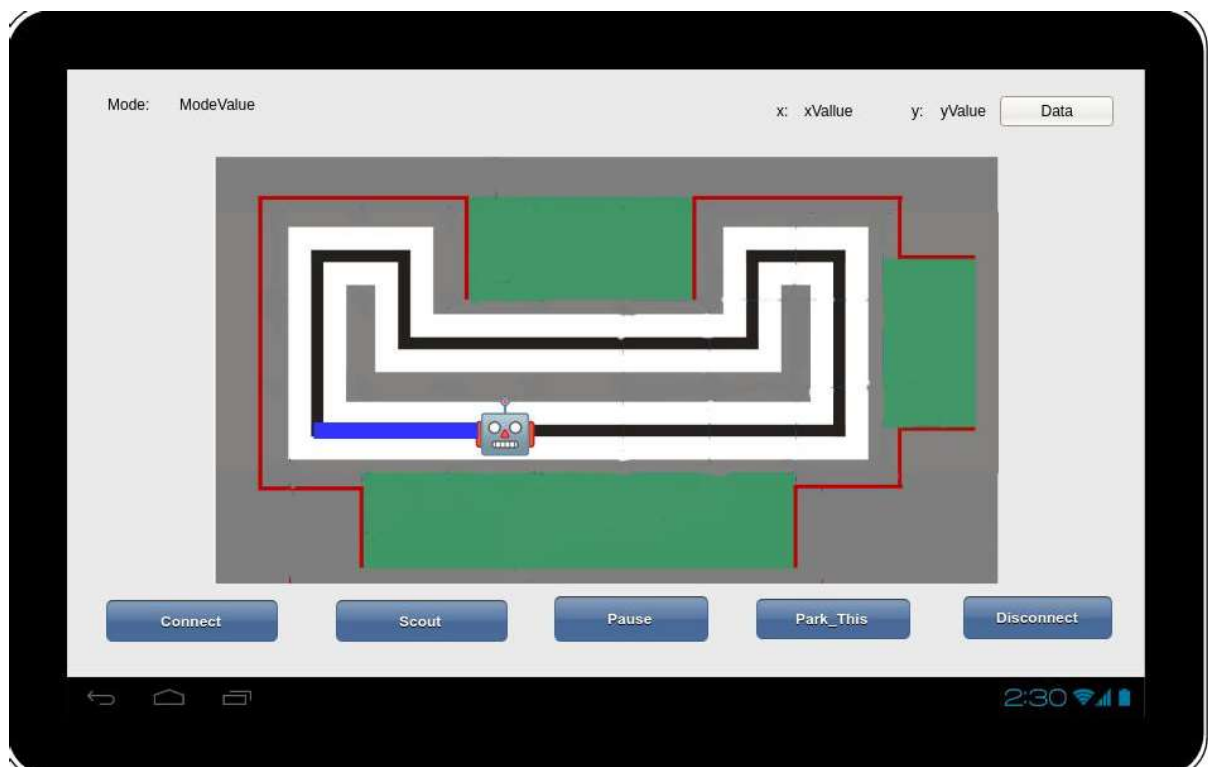 Mode: ModeValue
x: xVallue y: yValue Data
Connect Scout Pause Park_This Disconnect
2:30